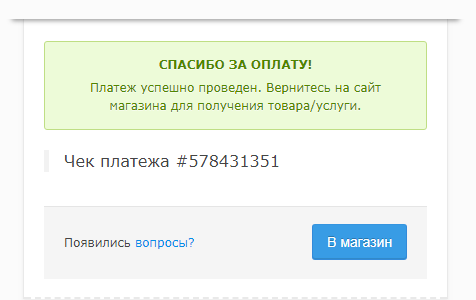 СПАСИБО ЗА ОПЛАТУ!
Платеж успешно проведен. Вернитесь на сайт
магазина для получения товара/услуги.
Чек платежа #578431351
Появились вопросы?
В магазин